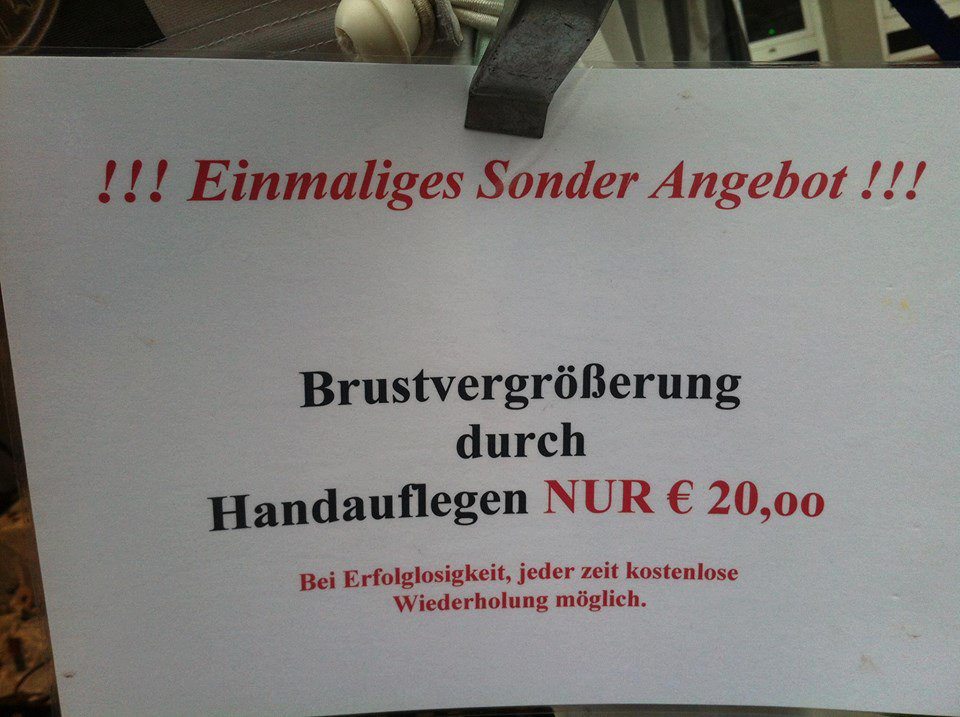 !!! Einmaliges Sonder Angebot !!!
Brustvergrößerung
durch
Handauflegen NUR € 20,oo
Bei Erfolglosigkeit, jeder zeit kostenlose
Wiederholung möglich.